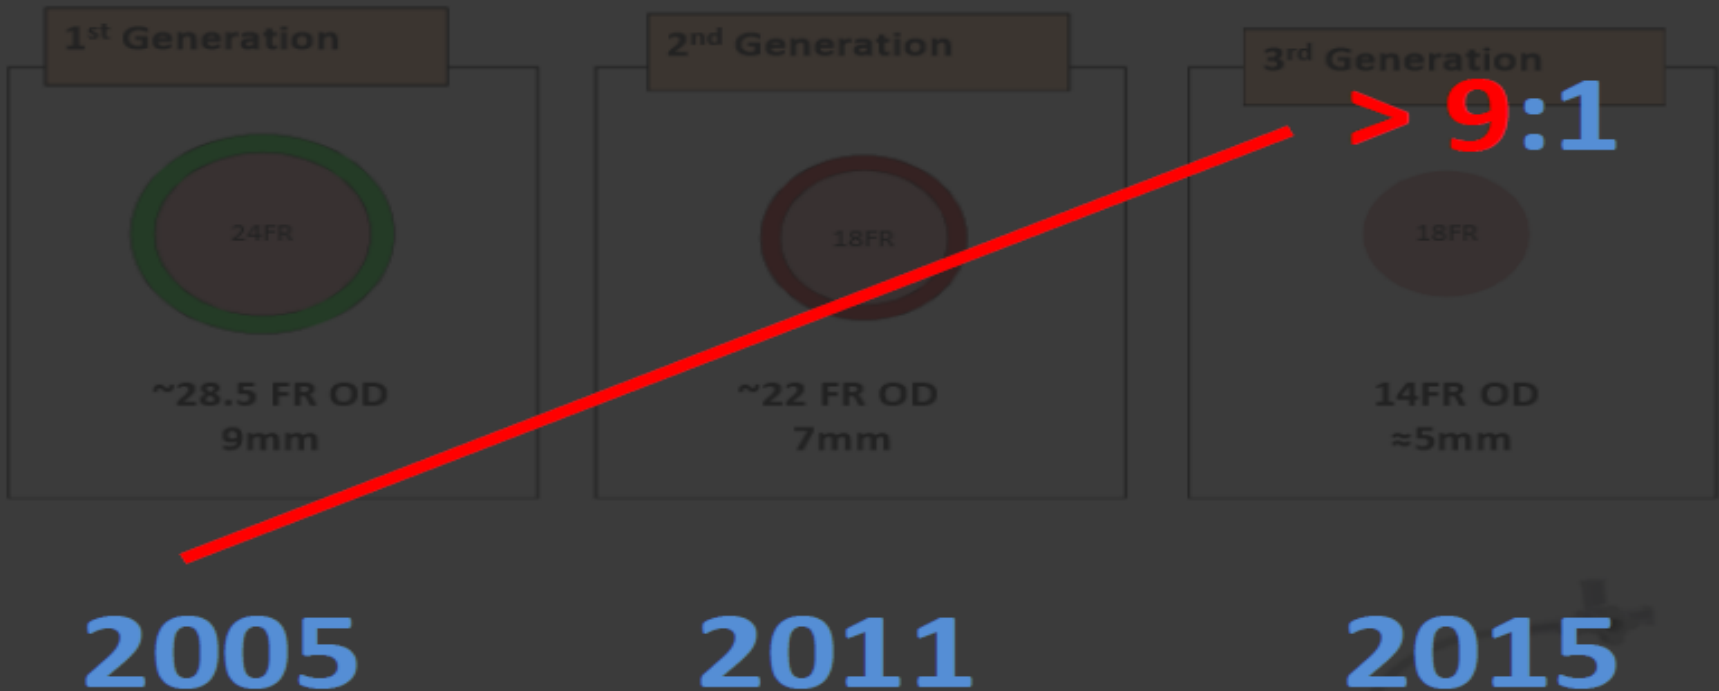 1st Generation
2nd Generation
3rd Generation
> 9:1
24FR
18FR
18FR
~28.5 FR OD
9mm
~22 FR OD
7mm
14FR OD
≈5mm
2005
2011
2015